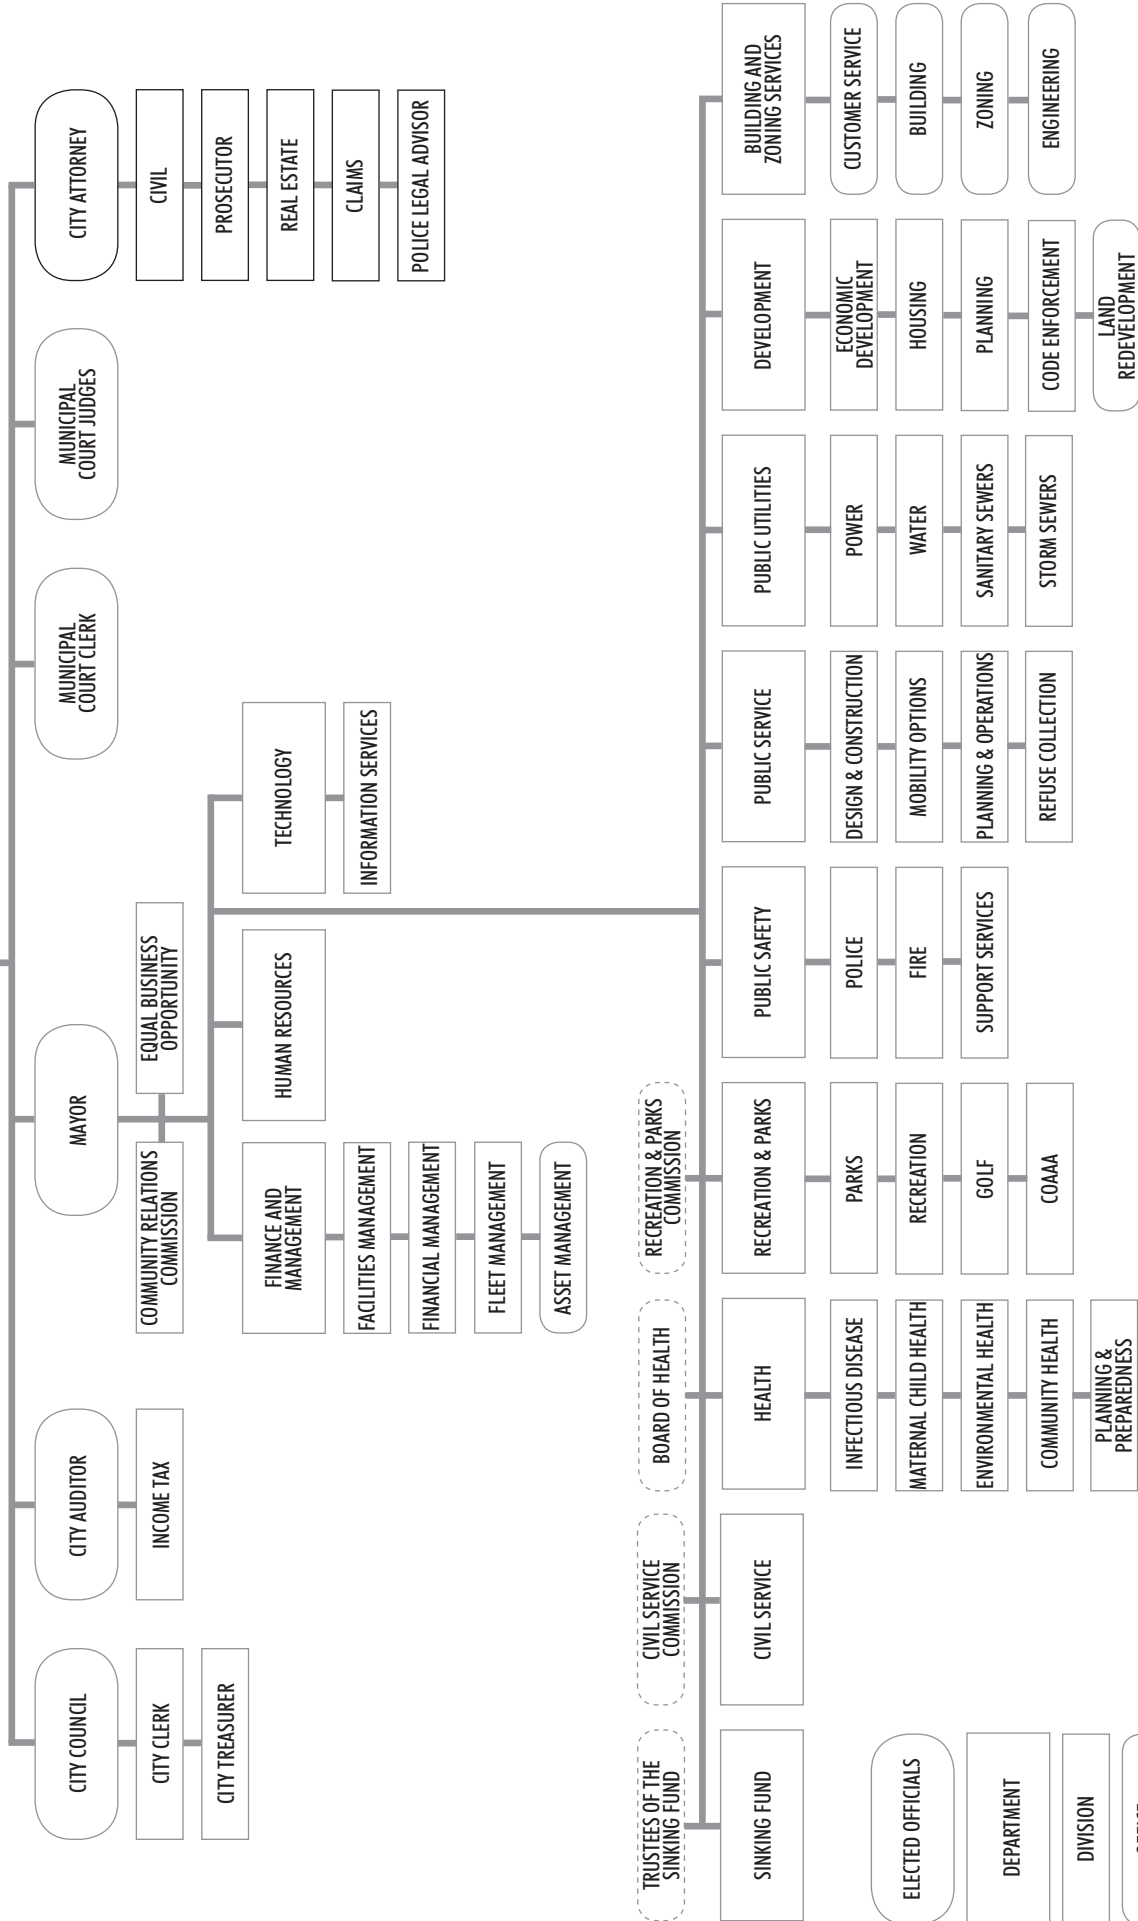 CITY COUNCIL
CITY CLERK
CITY TREASURER
CITY AUDITOR
INCOME TAX
MAYOR
COMMUNITY RELATIONS
COMMISSION
EQUAL BUSINESS
OPPORTUNITY
FINANCE AND
MANAGEMENT
FACILITIES MANAGEMENT
FINANCIAL MANAGEMENT
FLEET MANAGEMENT
ASSET MANAGEMENT
HUMAN RESOURCES
TECHNOLOGY
INFORMATION SERVICES
MUNICIPAL
COURT CLERK
MUNICIPAL
COURT JUDGES
CITY ATTORNEY
CIVIL
PROSECUTOR
REAL ESTATE
CLAIMS
POLICE LEGAL ADVISOR
TRUSTEES OF THE
SINKING FUND
SINKING FUND
CIVIL SERVICE
COMMISSION
CIVIL SERVICE
BOARD OF HEALTH
HEALTH
INFECTIOUS DISEASE
MATERNAL CHILD HEALTH
ENVIRONMENTAL HEALTH
COMMUNITY HEALTH
PLANNING &
PREPAREDNESS
RECREATION & PARKS
COMMISSION
RECREATION & PARKS
PARKS
RECREATION
GOLF
COAAA
PUBLIC SAFETY
POLICE
FIRE
SUPPORT SERVICES
PUBLIC SERVICE
DESIGN & CONSTRUCTION
MOBILITY OPTIONS
PLANNING & OPERATIONS
REFUSE COLLECTION
PUBLIC UTILITIES
POWER
WATER
SANITARY SEWERS
STORM SEWERS
DEVELOPMENT
ECONOMIC
DEVELOPMENT
HOUSING
PLANNING
CODE ENFORCEMENT
LAND
REDEVELOPMENT
BUILDING AND
ZONING SERVICES
CUSTOMER SERVICE
BUILDING
ZONING
ENGINEERING
ELECTED OFFICIALS
DEPARTMENT
DIVISION